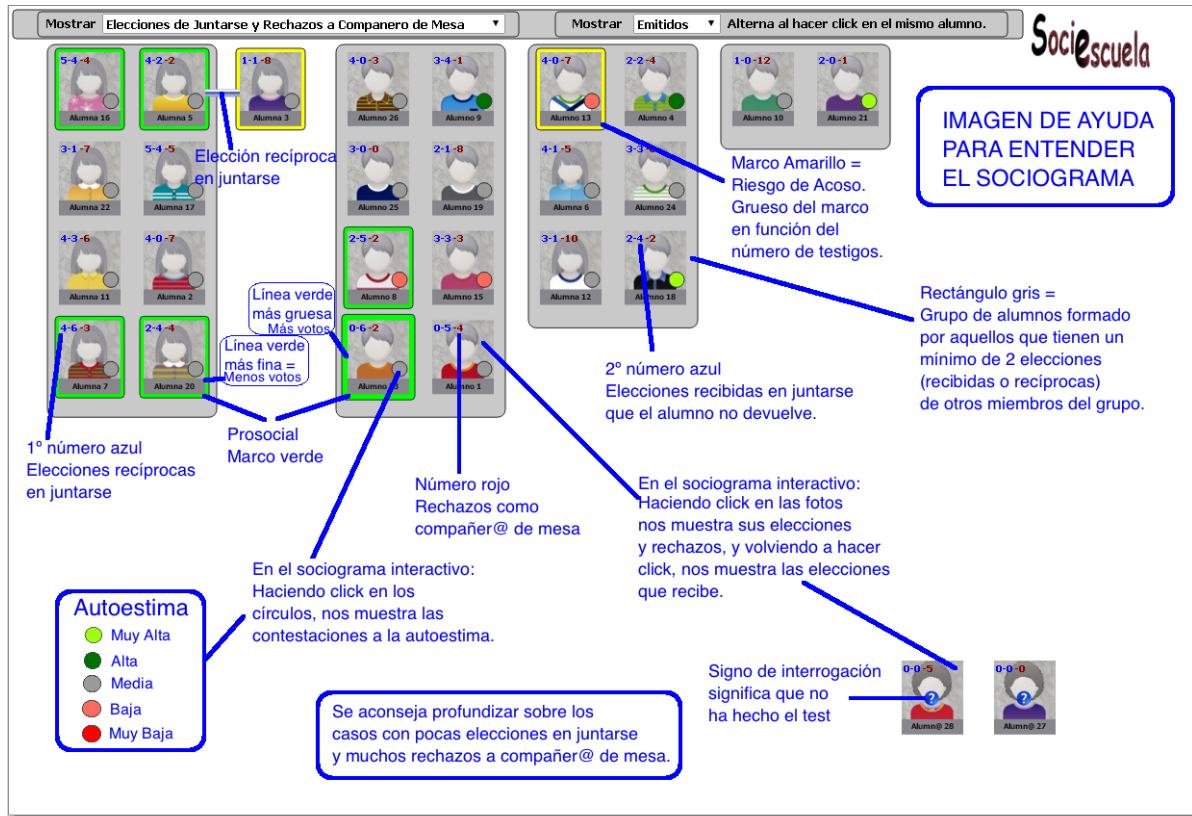 Mostrar Elecciones de Juntarse y Rechazos a Companero de Mesa
Mostrar Emitidos Alterna al hacer click en el mismo alumno.
Sociescuela
5-4-4
Alumna 16
4-2-2
Alumna 5
1-1-8
Alumna 3
4-0-3
Alumno 26
3-4-1
Alumno 9
4-0-7
Alumno 13
2-2-4
Alumno 4
1-0-12
Alumno 10
2-0-1
Alumno 21
IMAGEN DE AYUDA
PARA ENTENDER
EL SOCIOGRAMA
Elección recíproca
en juntarse
3-1-7
Alumna 22
5-4-5
Alumna 17
3-0-0
Alumno 25
2-1-8
Alumno 19
4-1-5
Alumna 6
Alumno 24
Marco Amarillo =
Riesgo de Acoso.
Grueso del marco
en función del
número de testigos.
4-3-6
Alumna 11
4-0-7
Alumna 2
2-5-2
Alumno 8
3-3-3
Alumno 15
3-1-10
Alumno 12
2-4-2
Alumno 18
Línea verde
más gruesa
Más votos
Línea verde
más fina =
Menos votos
4-6-3
Alumna 7
2-4-4
Alumna 20
0-6-2
0-5-4
Alumno 1
Rectángulo gris =
Grupo de alumnos formado
por aquellos que tienen un
mínimo de 2 elecciones
(recibidas o recíprocas)
de otros miembros del grupo.
2º número azul
Elecciones recibidas en juntarse
que el alumno no devuelve.
1º número azul
Elecciones recíprocas
en juntarse
Prosocial
Marco verde
Número rojo
Rechazos como
compañer@ de mesa
En el sociograma interactivo:
Haciendo click en las fotos
nos muestra sus elecciones
y rechazos, y volviendo a hacer
click, nos muestra las elecciones
que recibe.
En el sociograma interactivo:
Haciendo click en los
círculos, nos muestra las
contestaciones a la autoestima.
Autoestima
Muy Alta
Alta
Media
Baja
Muy Baja
Se aconseja profundizar sobre los
casos con pocas elecciones en juntarse
y muchos rechazos a compañer@ de mesa.
Signo de interrogación
significa que no
ha hecho el test
0-0-5
?
Alumn@ 28
0-0-0
?
Alumn@ 27